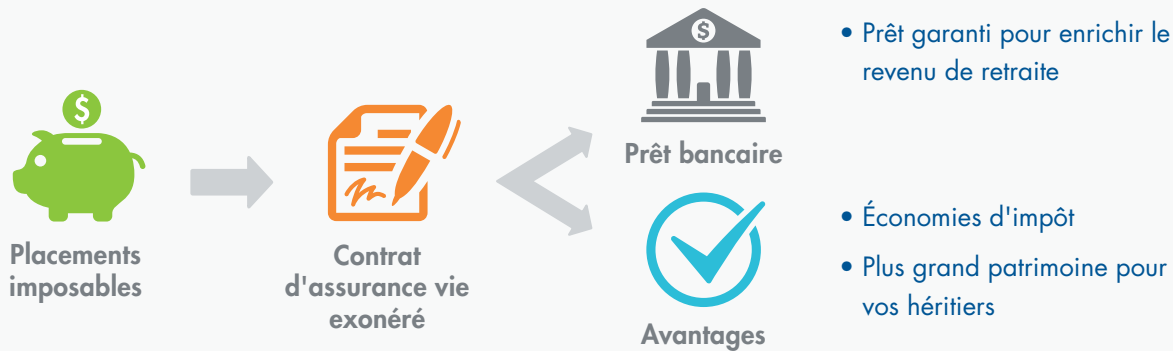 $
Placements
imposables
Contrat
d'assurance vie
exonéré
$
Prêt bancaire
• Prêt garanti pour enrichir le
revenu de retraite
Avantages
• Économies d'impôt
• Plus grand patrimoine pour
vos héritiers